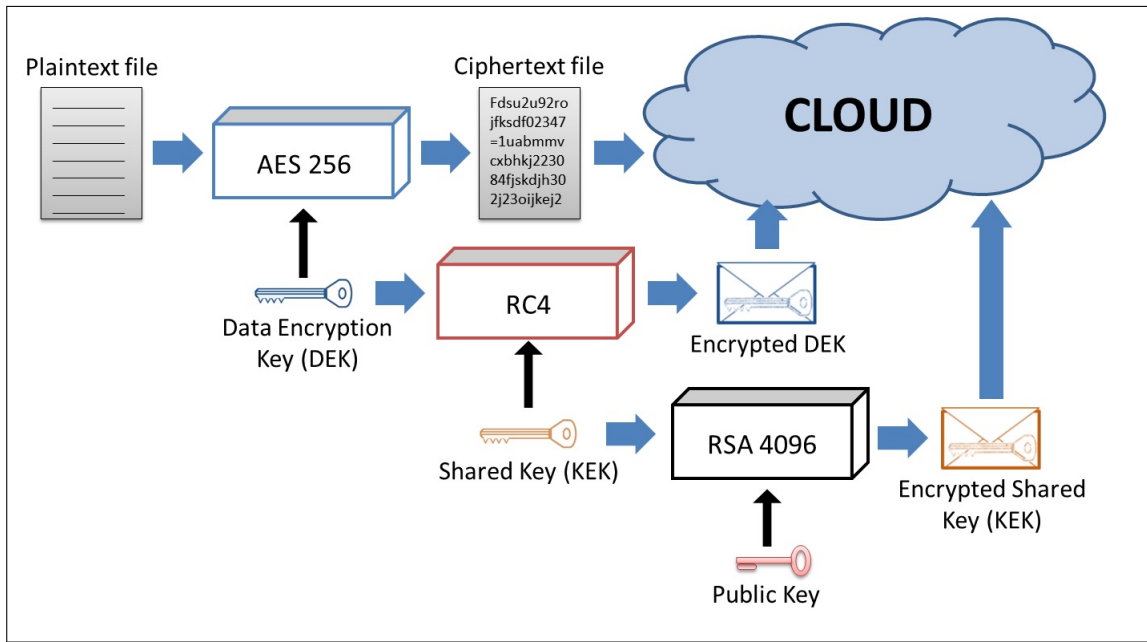 Plaintext file
Ciphertext file
Fdsu2u92ro
jfksdf02347
=1uabmmv
cxbhkj2230
84fjskdjh30
2j23oijkej2
CLOUD
AES 256
Data Encryption
Key (DEK)
RC4
Encrypted DEK
Shared Key (KEK)
RSA 4096
Encrypted Shared
Key (KEK)
Public Key